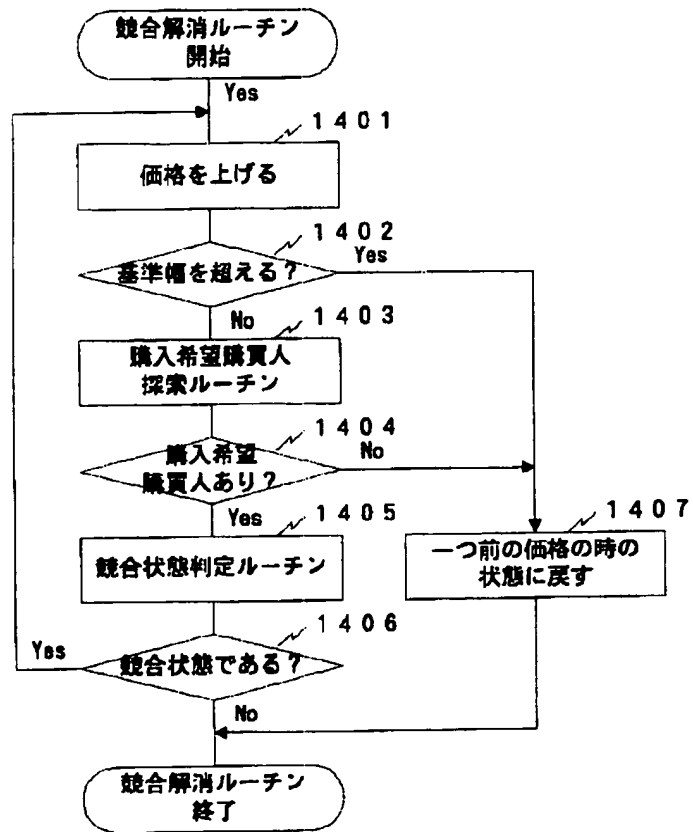 競合解消ルーチン
開始
Yes
１４０１
価格を上げる
１４０２
基準幅を超える？
Yes
No
１４０３
購入希望購買人
探索ルーチン
１４０４
購入希望
購買人あり？
No
Yes
１４０５
競合状態判定ルーチン
１４０７
一つ前の価格の時の
状態に戻す
１４０６
競合状態である？
Yes
No
競合解消ルーチン
終了